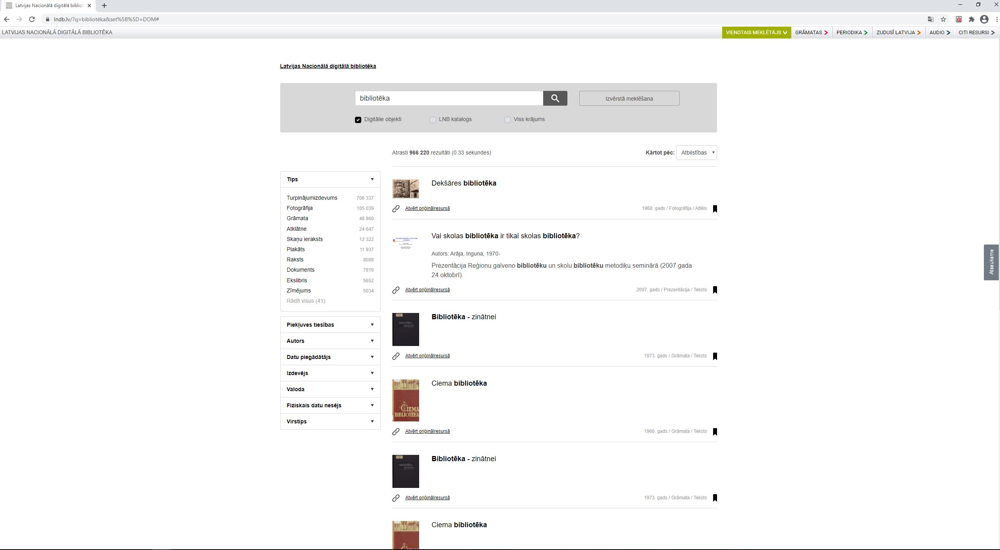 Latvijas Nacionālā digitālā bibliot
lndb.lv/?q=bibliotēka&set%5B%5D=DOM#
LATVIJAS NACIONĀLĀ DIGITĀLĀ BIBLIOTĒKA
VIENOTAIS MEKLĒTĀJS GRĀMATAS PERIODIKA ZUDUSĪ LATVIJA AUDIO CITI RESURSI
Latvijas Nacionālā digitālā bibliotēka
bibliotēka
Izvērstā meklēšana
Digitālie objekti LNB katalogs Viss krājums
Atrasti 966 220 rezultāti (0.33 sekundes)
Kārtot pēc: Atbilstības
Tips
Turpinājumizdevums 706 337
Fotogrāfija 105 039
Grāmata 48 960
Atklātne 24 647
Skaņu ieraksts 12 322
Plakāts 11 937
Raksts 8098
Dokuments 7819
Ekslibris 5652
Zīmējums 5034
Rādīt visus (41)
Piekļuves tiesības
Autors
Datu piegādātājs
Izdevējs
Valoda
Fiziskais datu nesējs
Virstips
Dekšāres bibliotēka
Atvērt oriģinālresursā
1960. gads / Fotogrāfija / Attēls
Vai skolas bibliotēka ir tikai skolas bibliotēka?
Autors: Arāja, Inguna, 1970-
Prezentācija Reģionu galveno bibliotēku un skolu bibliotēku metodiķu seminārā (2007.gada
24.oktobrī).
Atvērt oriģinālresursā
2007. gads / Prezentācija / Teksts
Bibliotēka - zinātnei
BIBLIOTĒKA-
ZINĀTNEI
Atvērt oriģinālresursā
1973. gads / Grāmata / Teksts
Ciema bibliotēka
CIEMA
BIBLIOTĒKA
Atvērt oriģinālresursā
1960. gads / Grāmata / Teksts
Bibliotēka - zinātnei
BIBLIOTĒKA-
ZINĀTNEI
Atvērt oriģinālresursā
1973. gads / Grāmata / Teksts
Ciema bibliotēka
Atsauksme